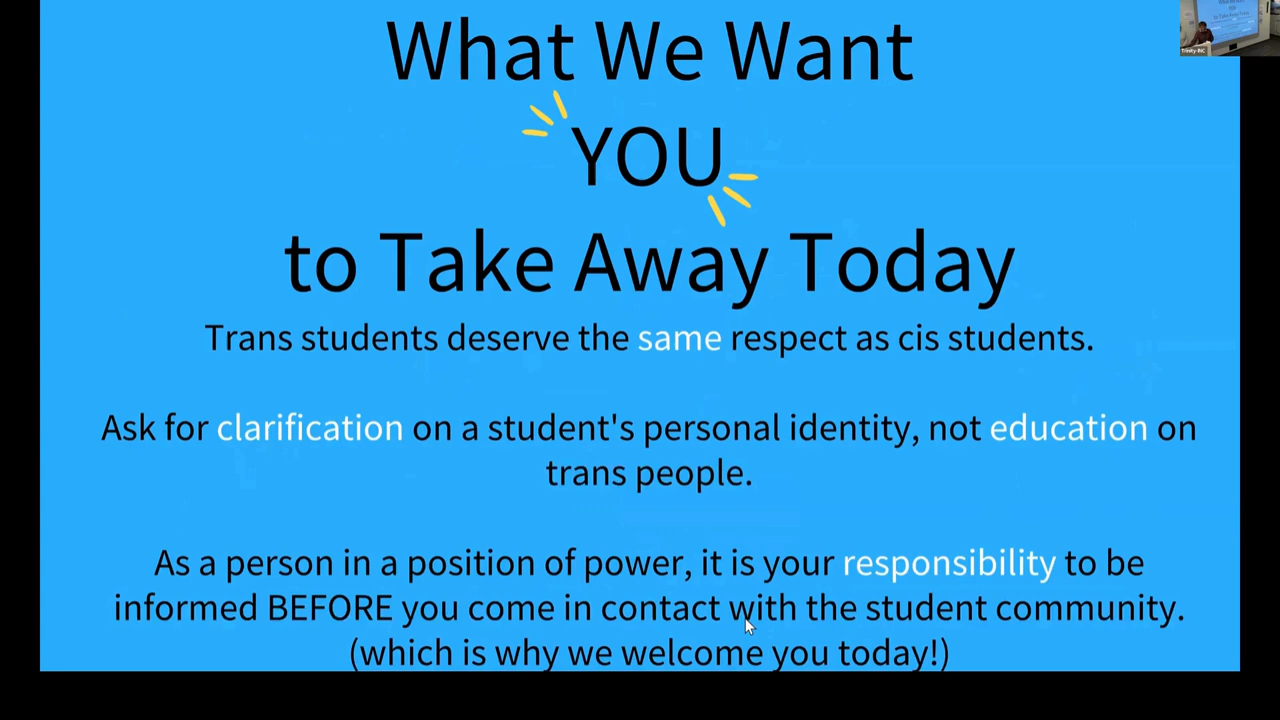 What We Want
YOU
to Take Away Today
Trans students deserve the same respect as cis students.
Ask for clarification on a student's personal identity, not education on
trans people.
As a person in a position of power, it is your responsibility to be
informed BEFORE you come in contact with the student community.
(which is why we welcome you today!)